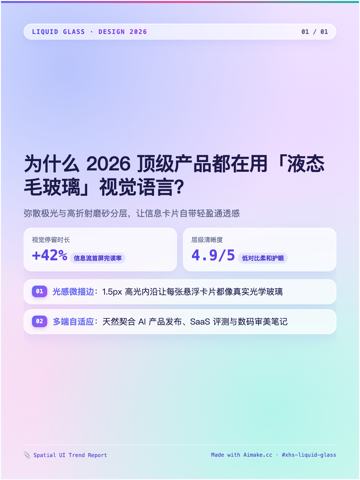 LIQUID GLASS · DESIGN 2026
01 / 01
为什么 2026 顶级产品都在用「液态
毛玻璃」视觉语言?
弥散极光与高折射磨砂分层，让信息卡片自带轻盈通透感
视觉停留时长
+42% 信息流首屏完读率
层级清晰度
4.9/5 低对比柔和护眼
01 光感微描边：1.5px 高光内沿让每张悬浮卡片都像真实光学玻璃
02 多端自适应：天然契合 AI 产品发布、SaaS 评测与数码审美笔记
📎 Spatial UI Trend Report
Made with Aimake.cc · #xhs-liquid-glass